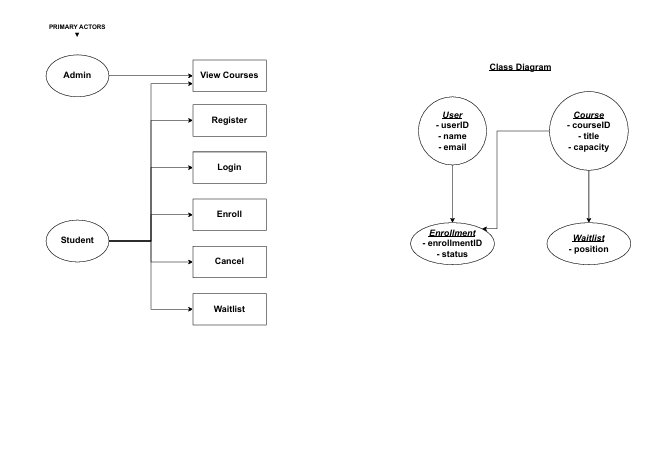 PRIMARY ACTORS
Admin
Student
View Courses
Register
Login
Enroll
Cancel
Waitlist
Class Diagram
User
- userID
- name
- email
Course
- courseID
- title
- capacity
Enrollment
- enrollmentID
- status
Waitlist
- position